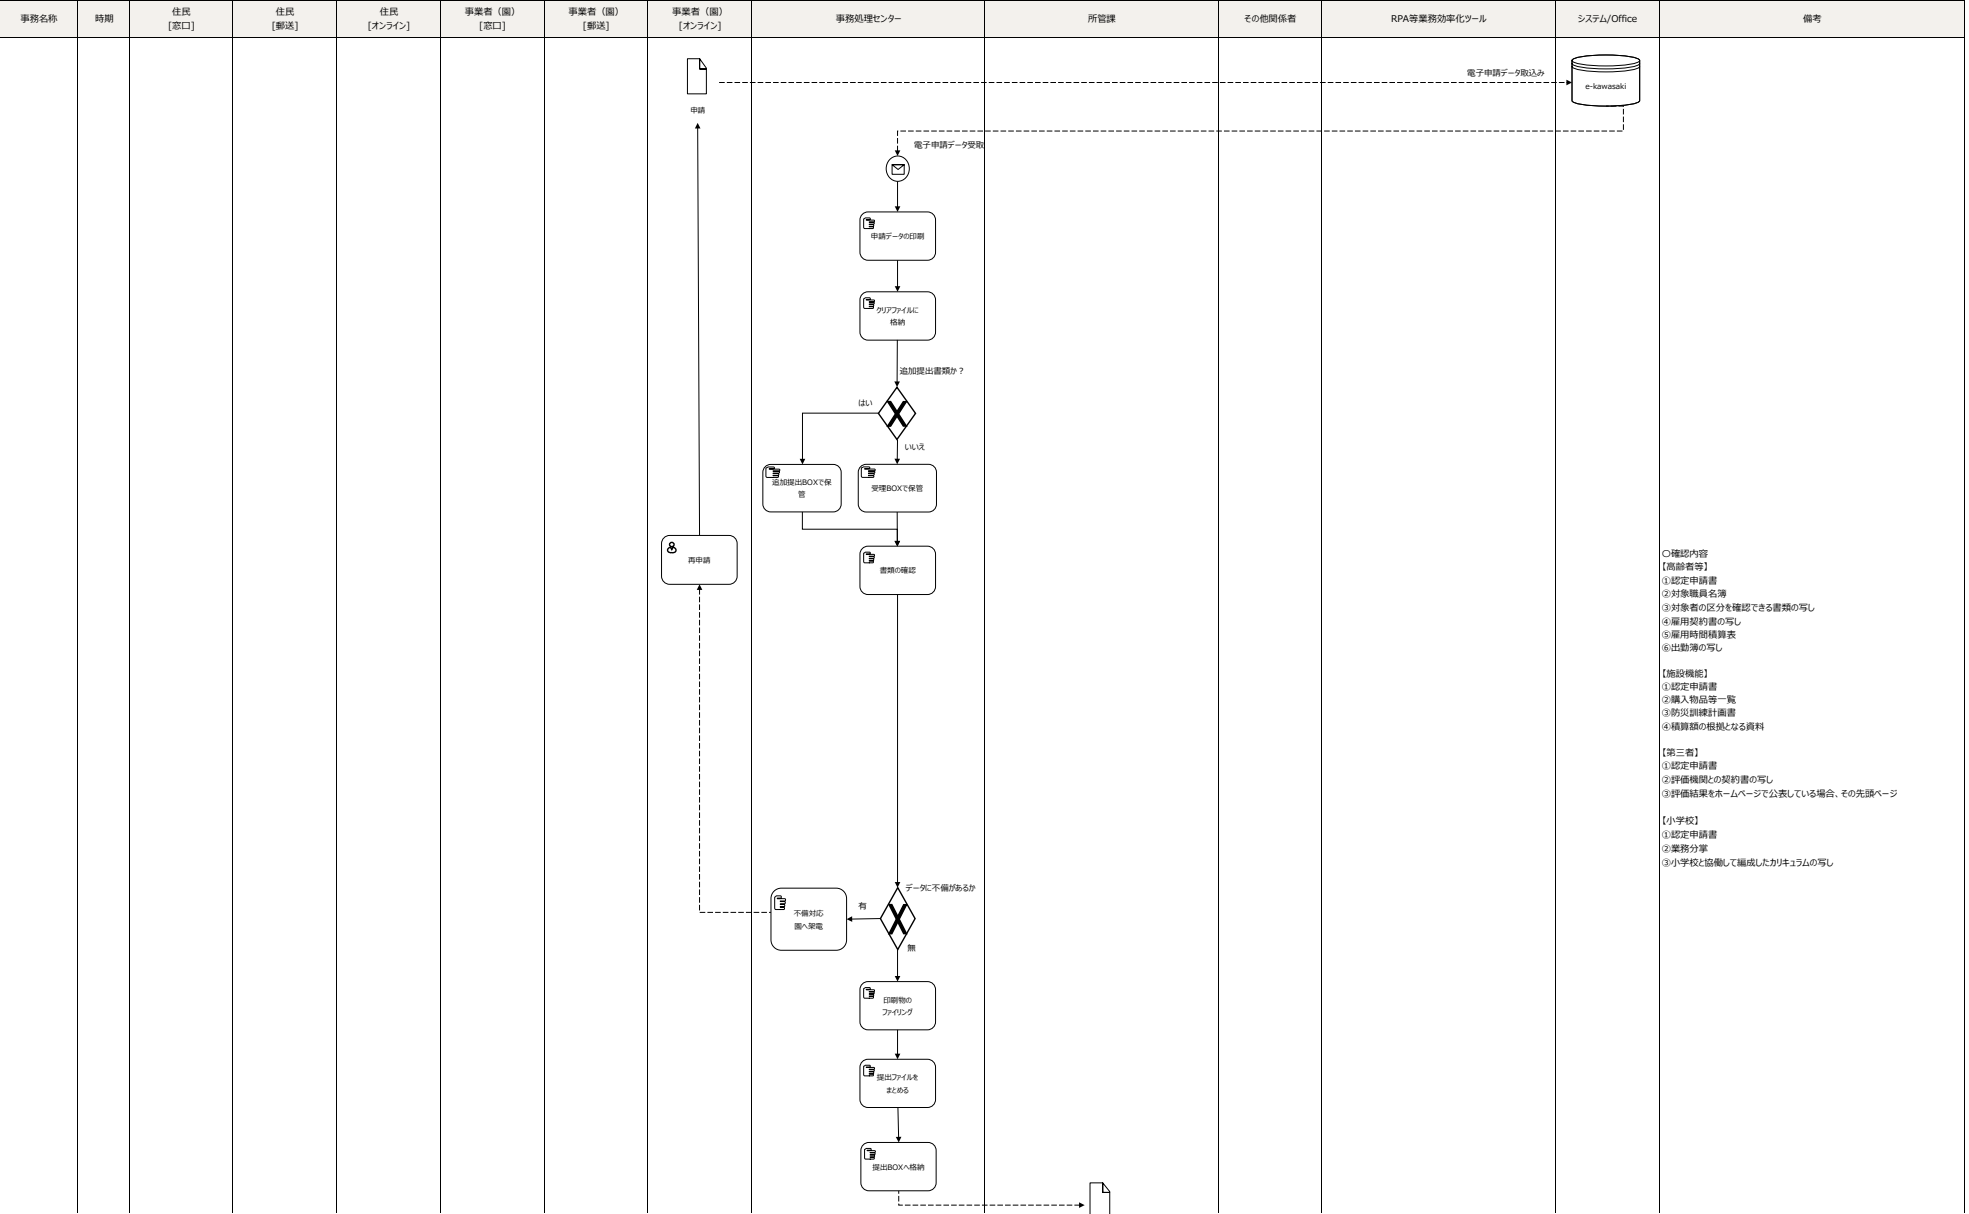 事務名称
時期
住民
[窓口]
住民
[郵送]
住民
[オンライン]
事業者（園）
[窓口]
事業者（園）
[郵送]
事業者（園）
[オンライン]
事務処理センター
所管課
その他関係者
RPA等業務効率化ツール
システム/Office
備考
電子申請データ取込み
e-kawasaki
申請
電子申請データ受取
申請データの印刷
クリアファイルに
格納
追加提出書類か？
はい
いいえ
追加提出BOXで保
管
受理BOXで保管
再申請
書類の確認
〇確認内容
【高齢者等】
①認定申請書
②対象職員名簿
③対象者の区分を確認できる書類の写し
④雇用契約書の写し
⑤雇用時間積算表
⑥出勤簿の写し
【施設機能】
①認定申請書
②購入物品等一覧
③防災訓練計画書
④積算額の根拠となる資料
【第三者】
①認定申請書
②評価機関との契約書の写し
③評価結果をホームページで公表している場合、その先頭ページ
【小学校】
①認定申請書
②業務分掌
③小学校と協働して編成したカリキュラムの写し
データに不備があるか
有
不備対応
園へ架電
無
印刷物の
ファイリング
提出ファイルを
まとめる
提出BOXへ格納